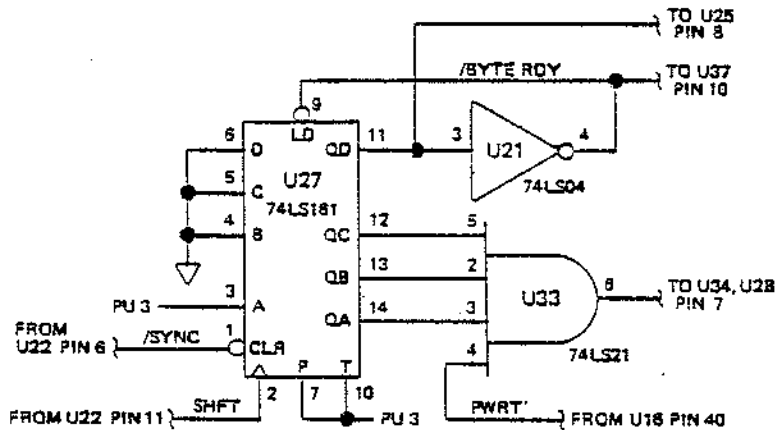 TO U25
PIN 8
/BYTE RDY
TO U37
PIN 10
9
LD
6 D QD 11 3 U21 4
U27
74LS04
5 C
74LS161
4 B QC 12 5
QB 13 2
U33
6
TO U34, U28
PIN 7
PU 3 3 A QA 14 3
74LS21
FROM
U22 PIN 6
/SYNC
1 CLR
4
P T
2 7 10
PWRT
FROM U22 PIN 11
SHFT
PU 3
FROM U16 PIN 40